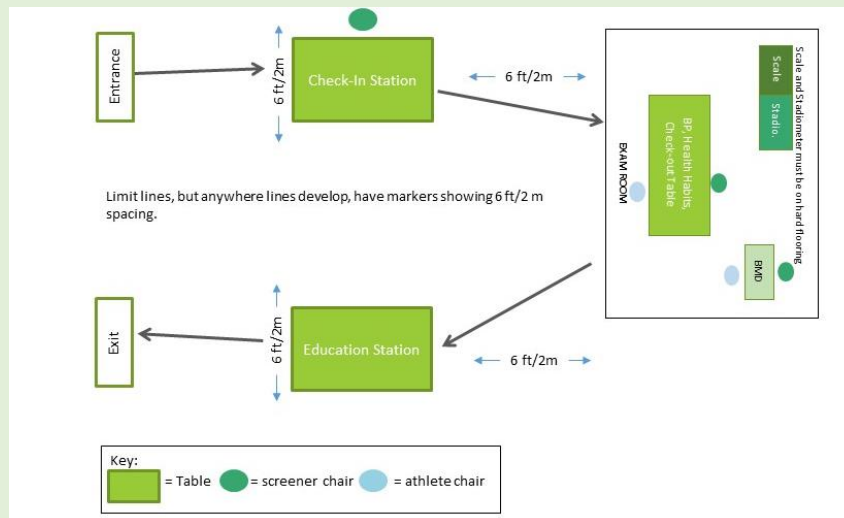 Entrance
6 ft/2m
Check-In Station
6 ft/2m
Scale
Stadio.
Scale and Stadiometer must be on hard flooring
BP, Health Habits,
Check-out Table
EXAM ROOM
BMD
Limit lines, but anywhere lines develop, have markers showing 6 ft/2 m
spacing.
Exit
6 ft/2m
Education Station
6 ft/2m
Key:
= Table
= screener chair
= athlete chair